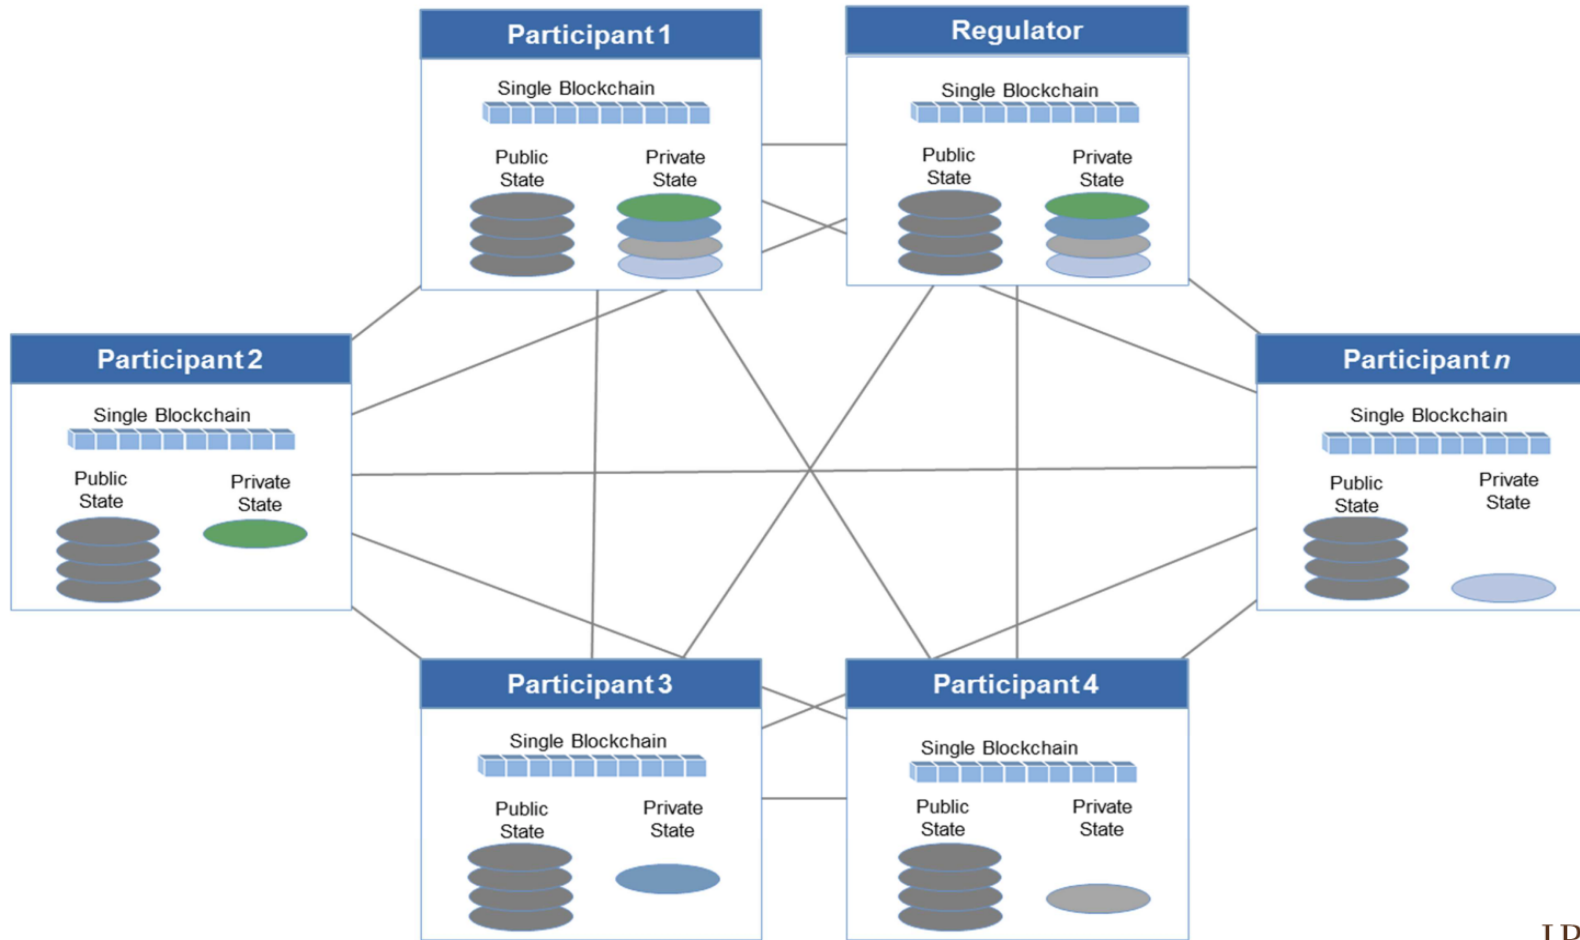 Participant 1
Single Blockchain
Public
State
Private
State
Regulator
Single Blockchain
Public
State
Private
State
Participant 2
Single Blockchain
Public
State
Private
State
Participant n
Single Blockchain
Public
State
Private
State
Participant 3
Single Blockchain
Public
State
Private
State
Participant 4
Single Blockchain
Public
State
Private
State